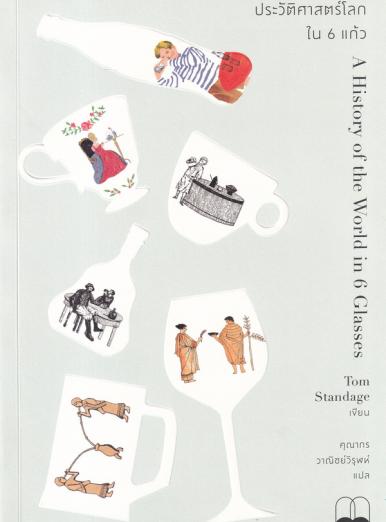 ประวัติศาสตร์โลก
ใน 6 แก้ว
A History of the World in 6 Glasses
Tom
Standage
เขียน
คุณากร
วาณิชย์วิรุฬห์
แปล